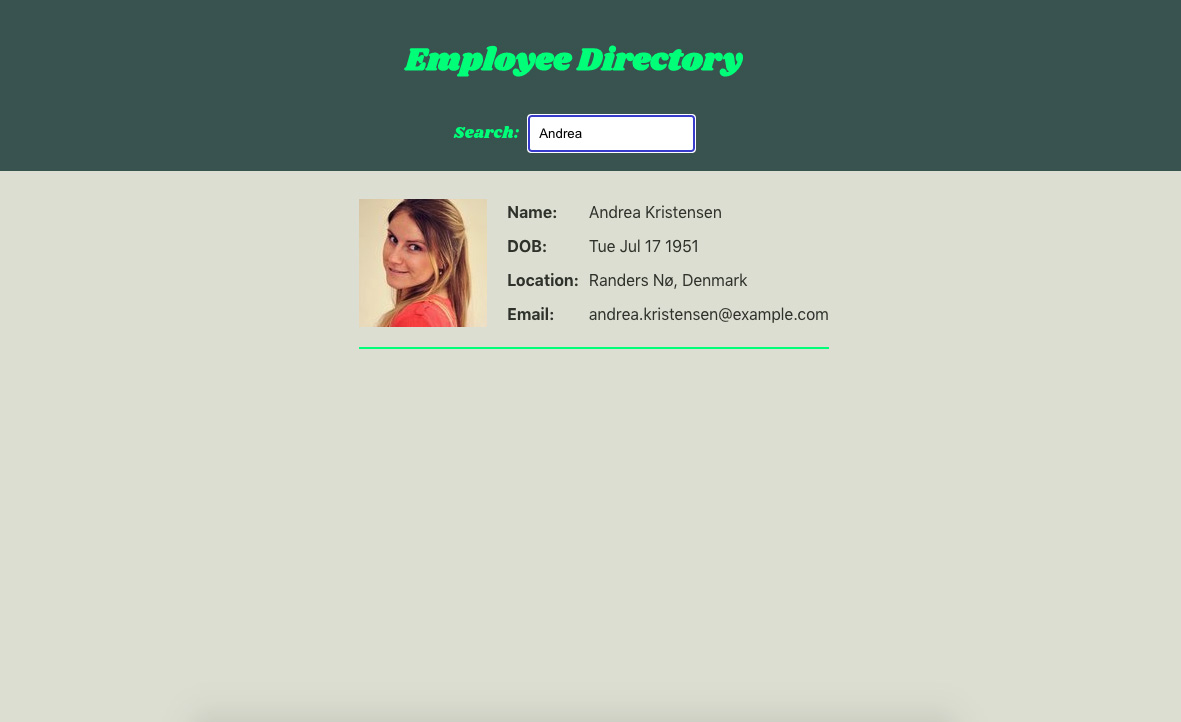 Employee Directory
Search: Andrea
Name: Andrea Kristensen
DOB: Tue Jul 17 1951
Location: Randers Nø, Denmark
Email: andrea.kristensen@example.com